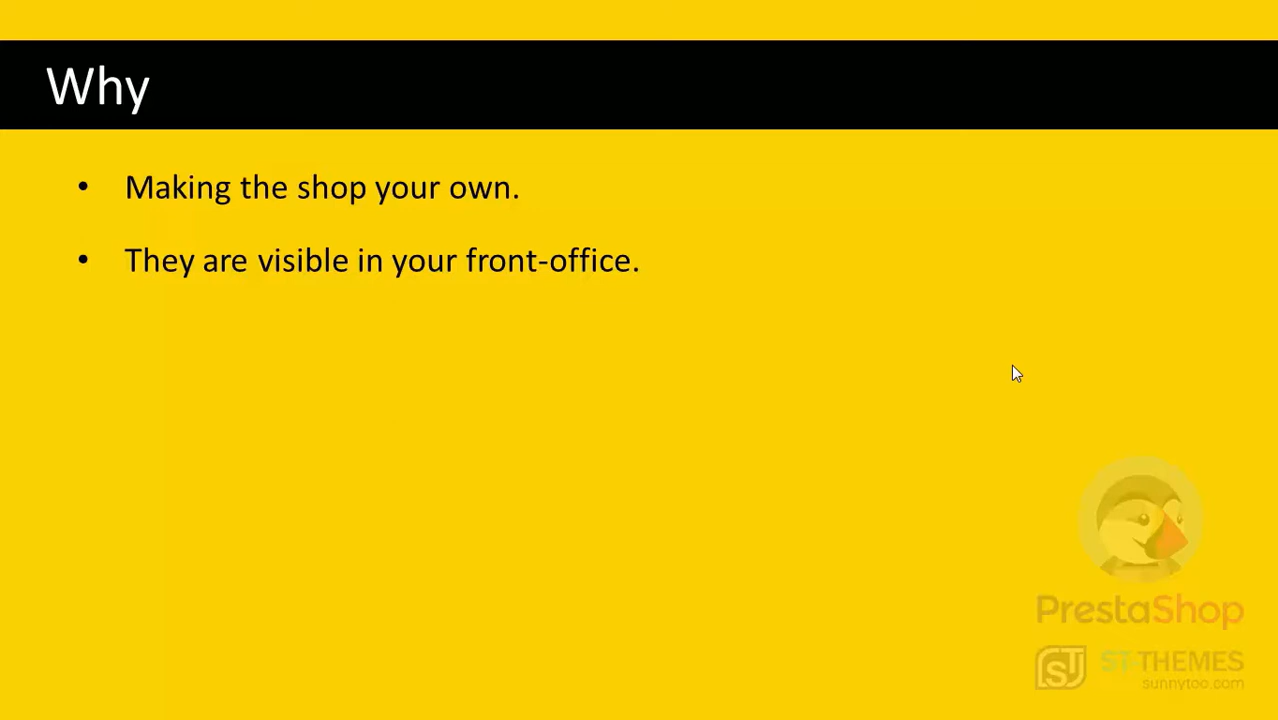 Why
• Making the shop your own.
• They are visible in your front-office.
PrestaShop
ST-THEMES
sunnytoo.com